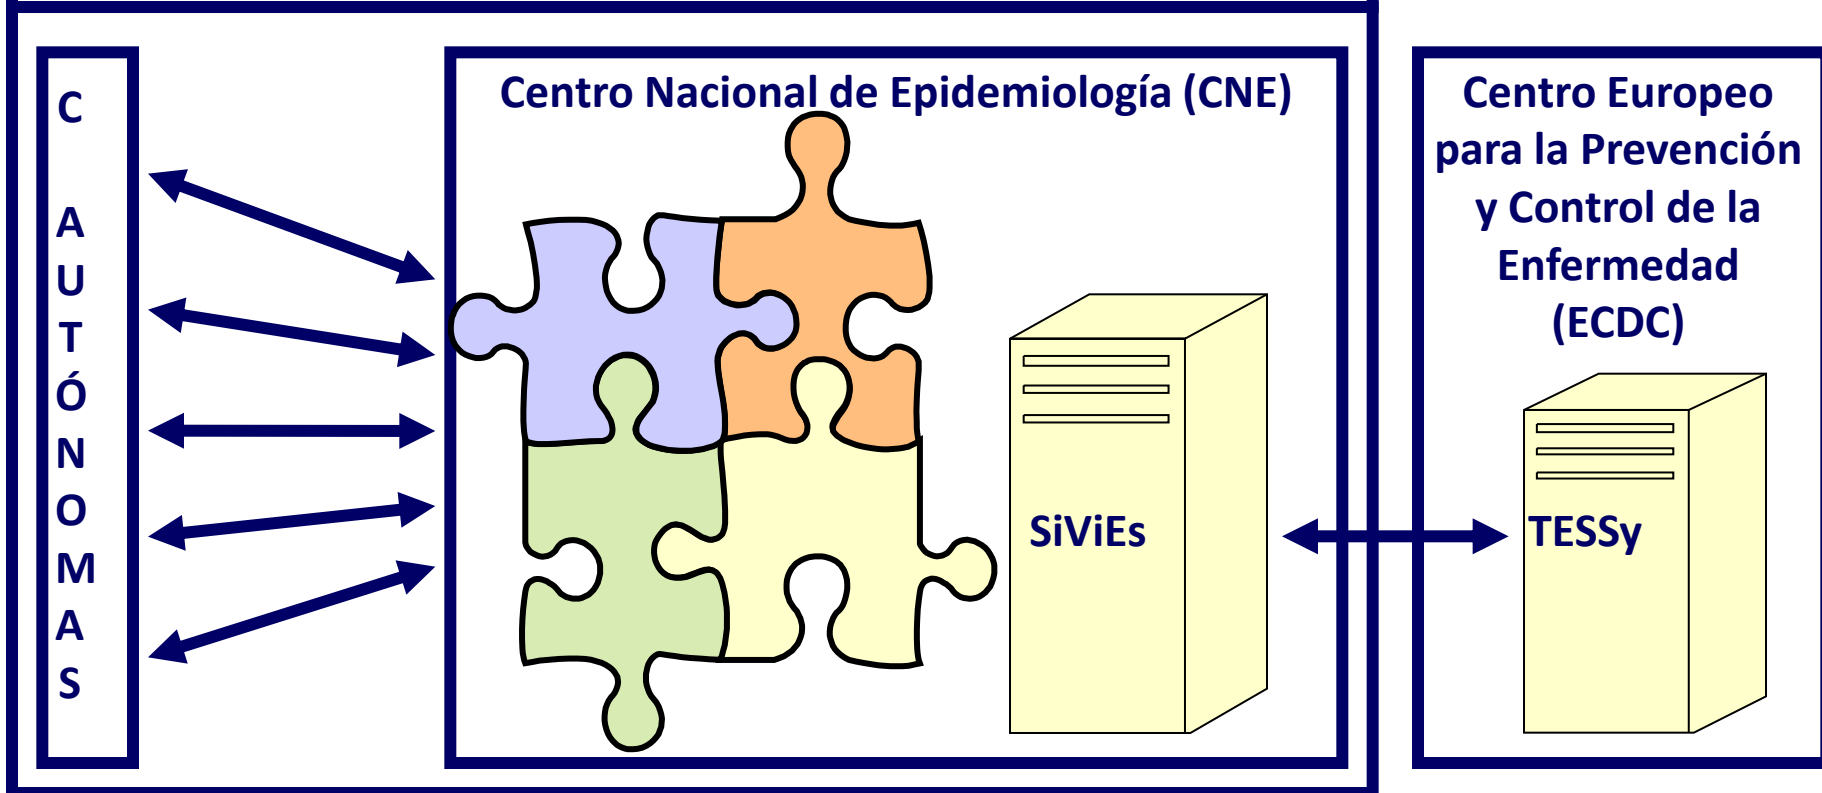 C
A
U
T
Ó
N
O
M
A
S
Centro Nacional de Epidemiología (CNE)
SiViEs
Centro Europeo
para la Prevención
y Control de la
Enfermedad
(ECDC)
TESSy